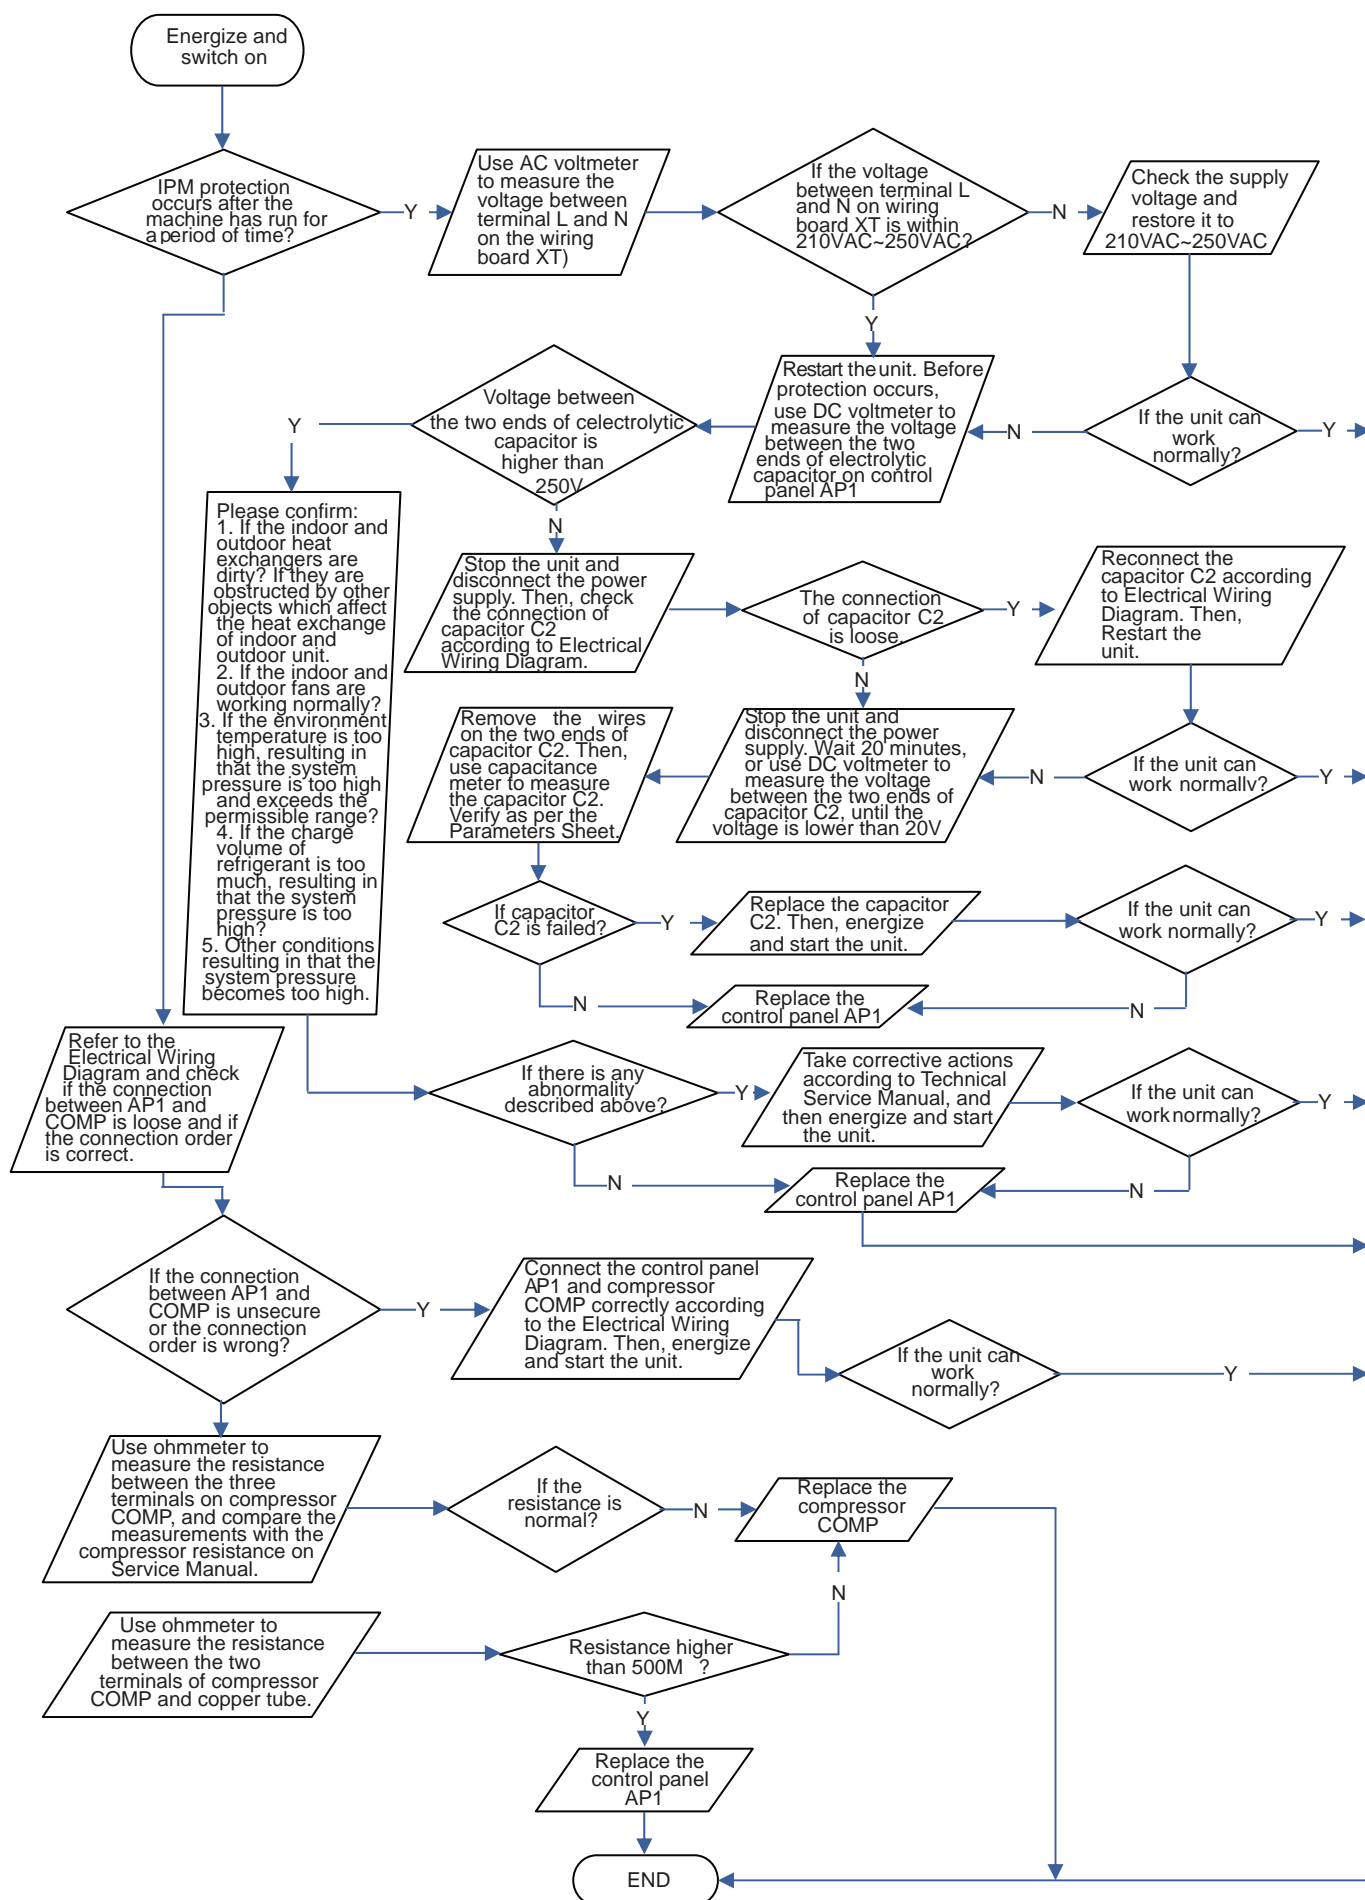 Energize and
switch on
IPM protection
occurs after the
machine has run for
aperiod of time?
Y
Use AC voltmeter
to measure the
voltage between
terminal L and N
on the wiring
board XT)
If the voltage
between terminal L
and N on wiring
board XT is within
210VAC~250VAC?
N
Check the supply
voltage and
restore it to
210VAC~250VAC
Y
If the unit can
work
normally?
Y
N
Restart the unit. Before
protection occurs,
use DC voltmeter to
measure the voltage
between the two
ends of electrolytic
capacitor on control
panel AP1
Voltage between
the two ends of celectrolytic
capacitor is
higher than
250V
Y
N
Please confirm:
1. If the indoor and
outdoor heat
exchangers are
dirty? If they are
obstructed by other
objects which affect
the heat exchange
of indoor and
outdoor unit.
2. If the indoor and
outdoor fans are
working normally?
3. If the environment
temperature is too
high, resulting in
that the system
pressure is too high
and exceeds the
permissible range?
4. If the charge
volume of
refrigerant is too
much, resulting in
that the system
pressure is too
high?
5. Other conditions
resulting in that the
system pressure
becomes too high.
Stop the unit and
disconnect the power
supply. Then, check
the connection of
capacitor C2
according to Electrical
Wiring Diagram.
The connection
of capacitor C2
is loose.
Y
Reconnect the
capacitor C2 according
to Electrical Wiring
Diagram. Then,
Restart the
unit.
N
Remove the wires
on the two ends of
capacitor C2. Then,
use capacitance
meter to measure
the capacitor C2.
Verify as per the
Parameters Sheet.
Stop the unit and
disconnect the power
supply. Wait 20 minutes,
or use DC voltmeter to
measure the voltage
between the two ends of
capacitor C2, until the
voltage is lower than 20V
N
If the unit can
work normally?
Y
If capacitor
C2 is failed?
Y
Replace the capacitor
C2. Then, energize
and start the unit.
If the unit can
work normally?
Y
N
Replace the
control panel AP1
N
Refer to the
Electrical Wiring
Diagram and check
if the connection
between AP1 and
COMP is loose and if
the connection order
is correct.
If there is any
abnormality
described above?
Y
Take corrective actions
according to Technical
Service Manual, and
then energize and start
the unit.
If the unit can
work normally?
Y
N
Replace the
control panel AP1
N
If the connection
between AP1 and
COMP is unsecure
or the connection
order is wrong?
Y
Connect the control panel
AP1 and compressor
COMP correctly according
to the Electrical Wiring
Diagram. Then, energize
and start the unit.
If the unit can
work
normally?
Y
Use ohmmeter to
measure the resistance
between the three
terminals on compressor
COMP, and compare the
measurements with the
compressor resistance on
Service Manual.
If the
resistance is
normal?
N
Replace the
compressor
COMP
N
Use ohmmeter to
measure the resistance
between the two
terminals of compressor
COMP and copper tube.
Resistance higher
than 500M ?
Y
Replace the
control panel
AP1
END